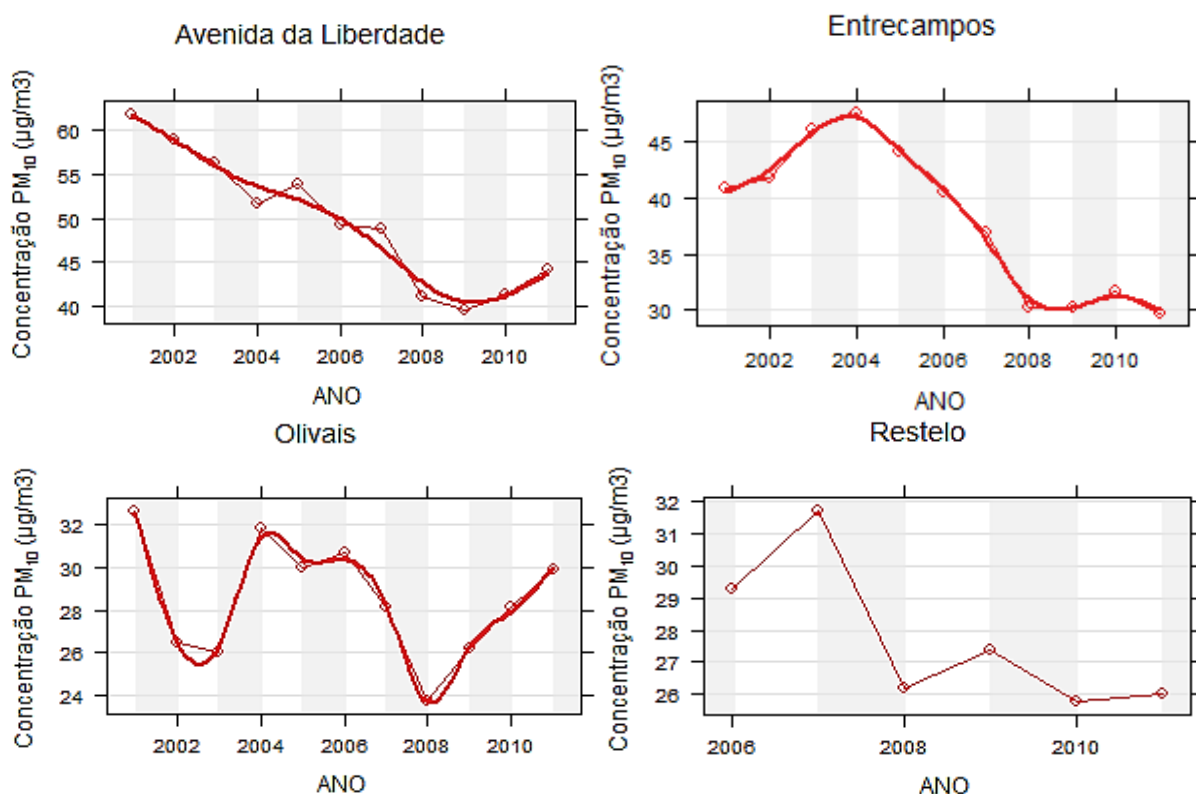 Avenida da Liberdade
Concentração PM10 (µg/m3)
60
55
50
45
40
2002 2004 2006 2008 2010
ANO
Entrecampos
Concentração PM10 (µg/m3)
45
40
35
30
2002 2004 2006 2008 2010
ANO
Olivais
Concentração PM10 (µg/m3)
32
30
28
26
24
2002 2004 2006 2008 2010
ANO
Restelo
Concentração PM10 (µg/m3)
32
31
30
29
28
27
26
2006 2008 2010
ANO